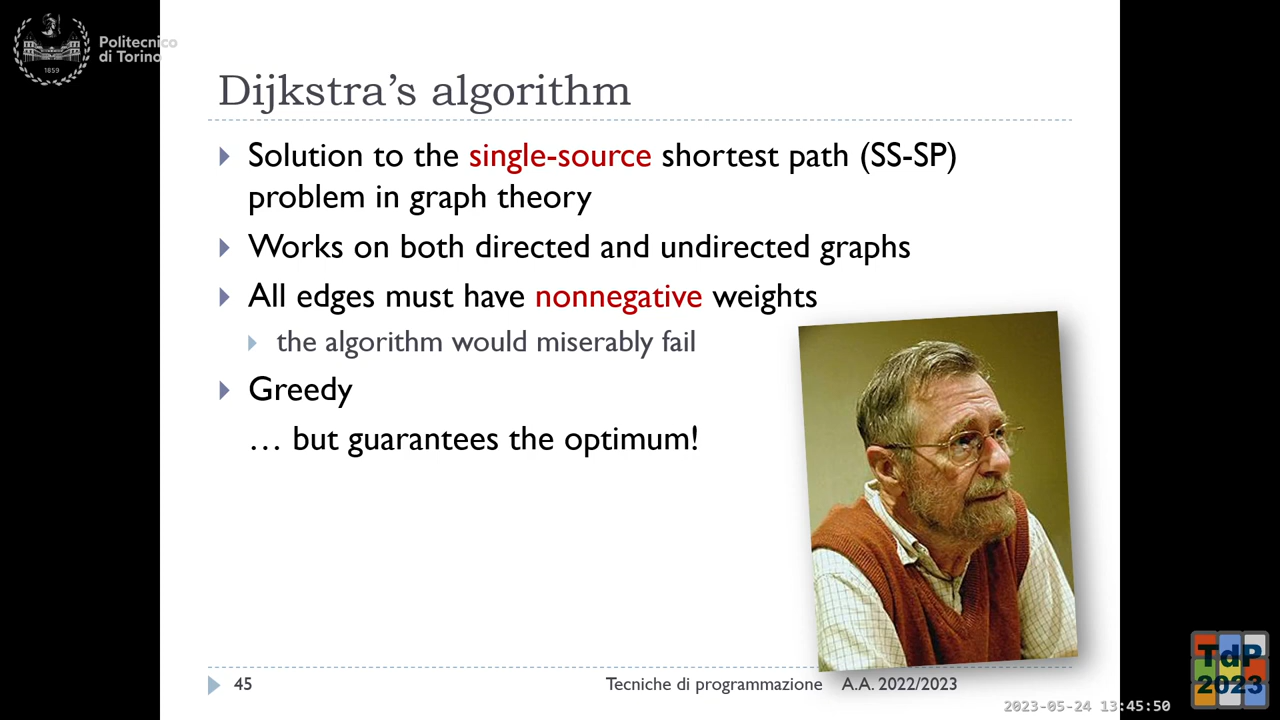 Politecnico
di Torino
1859
Dijkstra's algorithm
Solution to the single-source shortest path (SS-SP)
problem in graph theory
Works on both directed and undirected graphs
All edges must have nonnegative weights
the algorithm would miserably fail
Greedy
… but guarantees the optimum!
45
Tecniche di programmazione A.A. 2022/2023
TdP
2023
2023-05-24 13:45:50